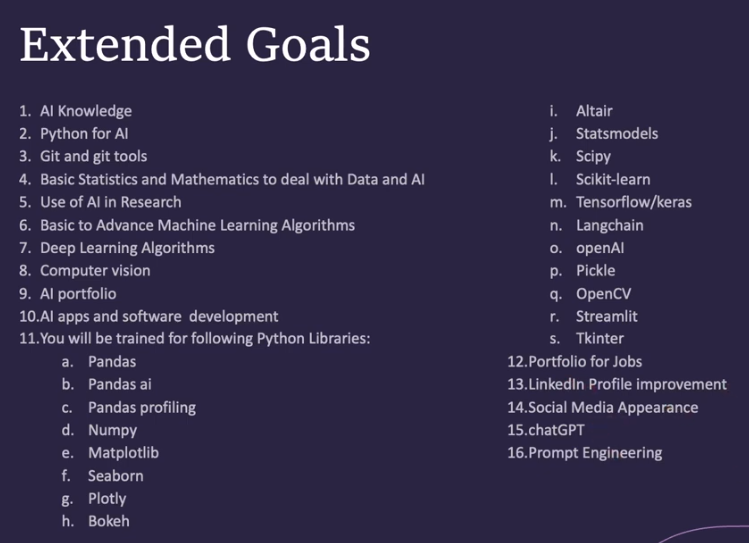 Extended Goals
1. AI Knowledge
2. Python for AI
3. Git and git tools
4. Basic Statistics and Mathematics to deal with Data and AI
5. Use of AI in Research
6. Basic to Advance Machine Learning Algorithms
7. Deep Learning Algorithms
8. Computer vision
9. AI portfolio
10.AI apps and software development
11.You will be trained for following Python Libraries:
a. Pandas
b. Pandas ai
c. Pandas profiling
d. Numpy
e. Matplotlib
f. Seaborn
g. Plotly
h. Bokeh
i. Altair
j. Statsmodels
k. Scipy
l. Scikit-learn
m. Tensorflow/keras
n. Langchain
o. openAI
p. Pickle
q. OpenCV
r. Streamlit
s. Tkinter
12.Portfolio for Jobs
13.LinkedIn Profile improvement
14.Social Media Appearance
15.chatGPT
16.Prompt Engineering